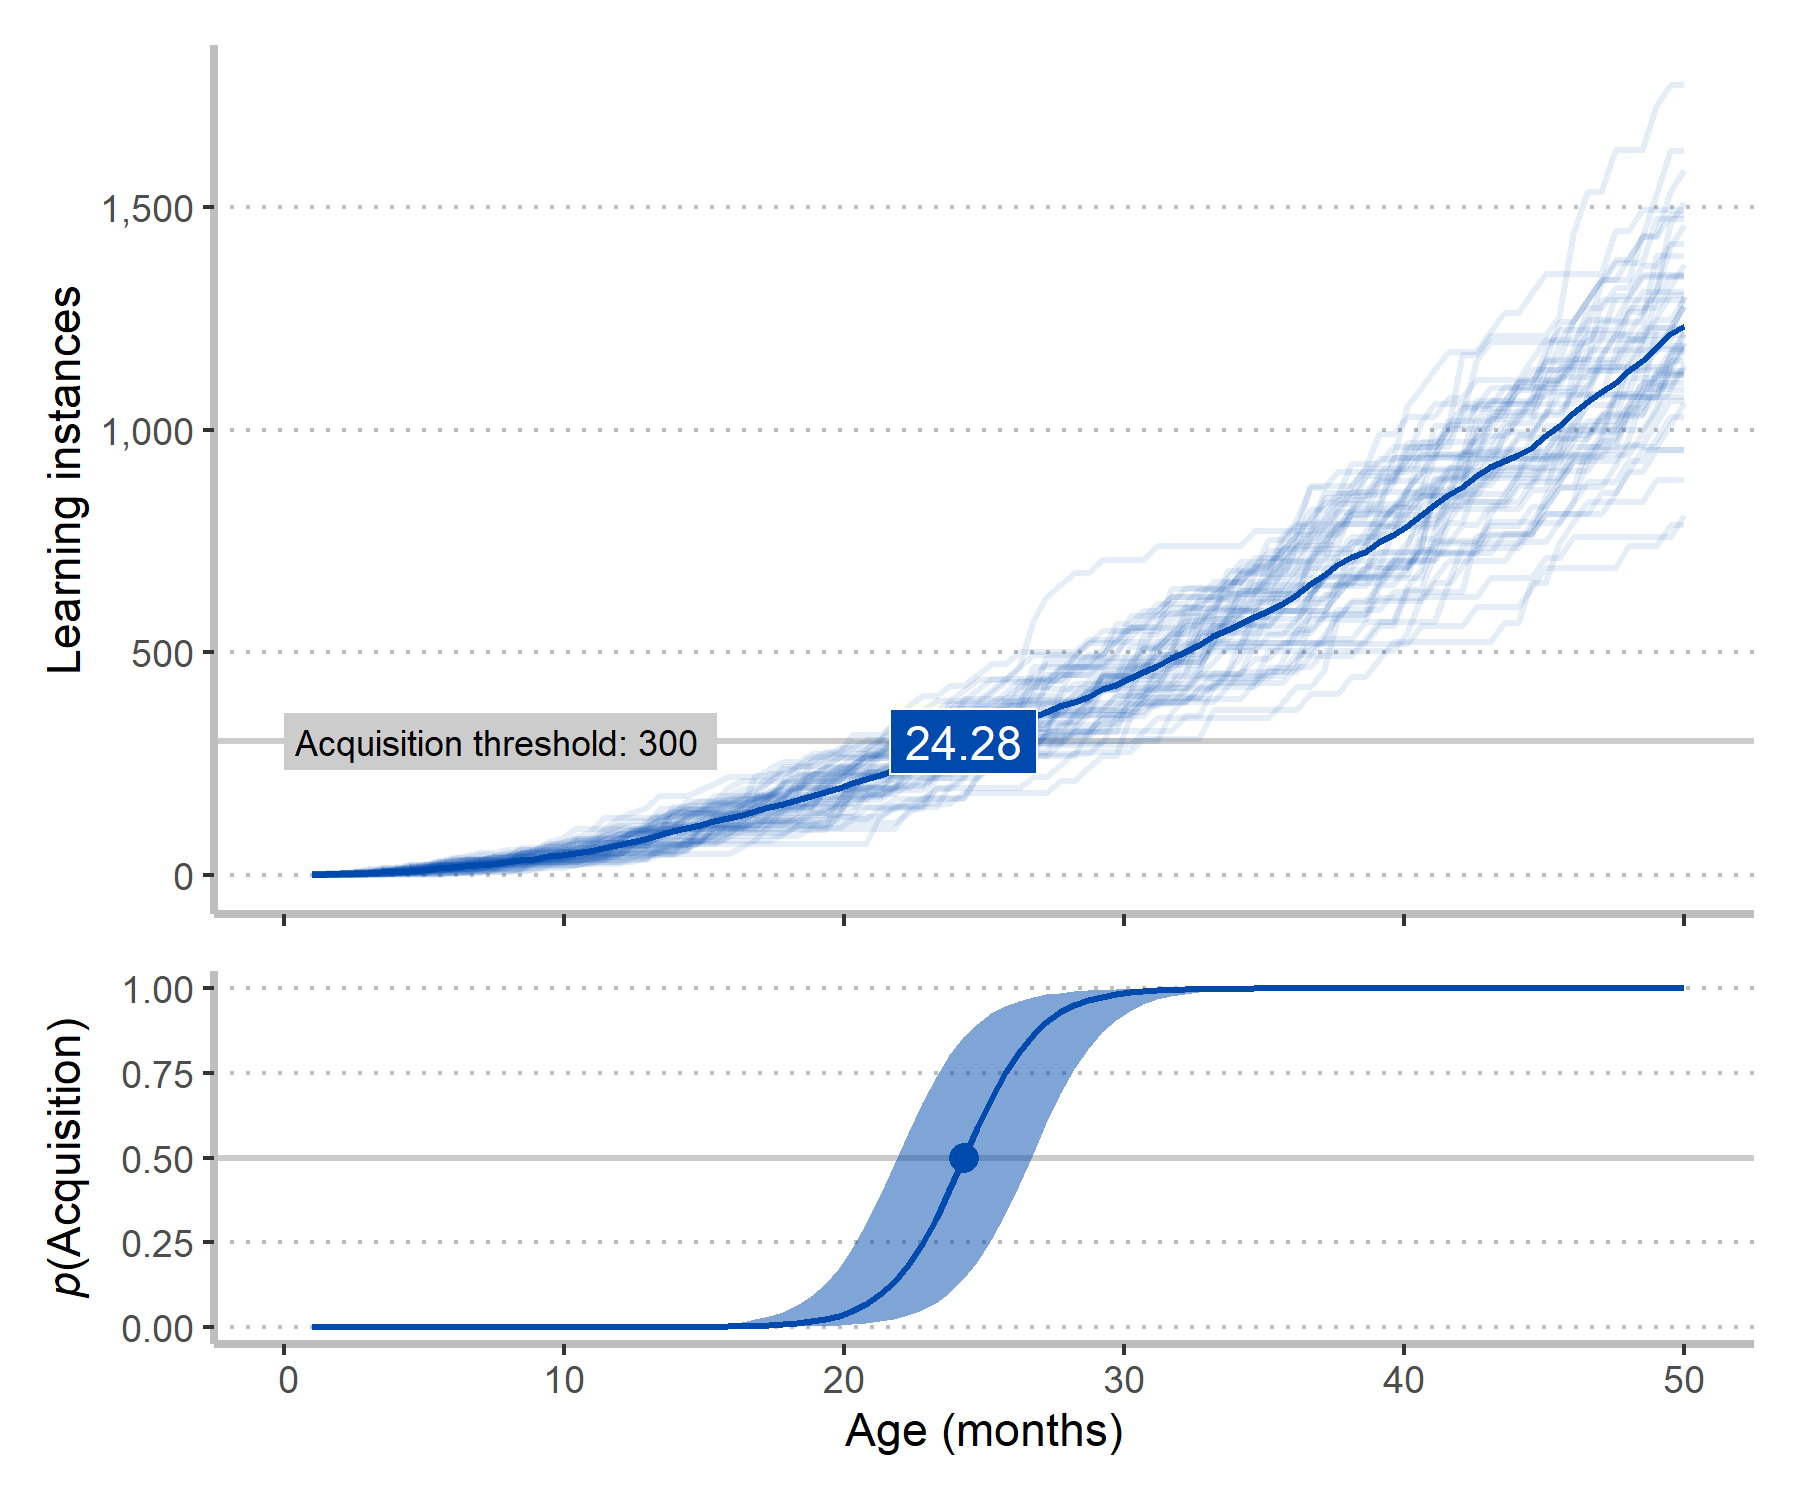 Learning instances
1,500
1,000
500
0
Acquisition threshold: 300
24.28
p(Acquisition)
1.00
0.75
0.50
0.25
0.00
0 10 20 30 40 50
Age (months)